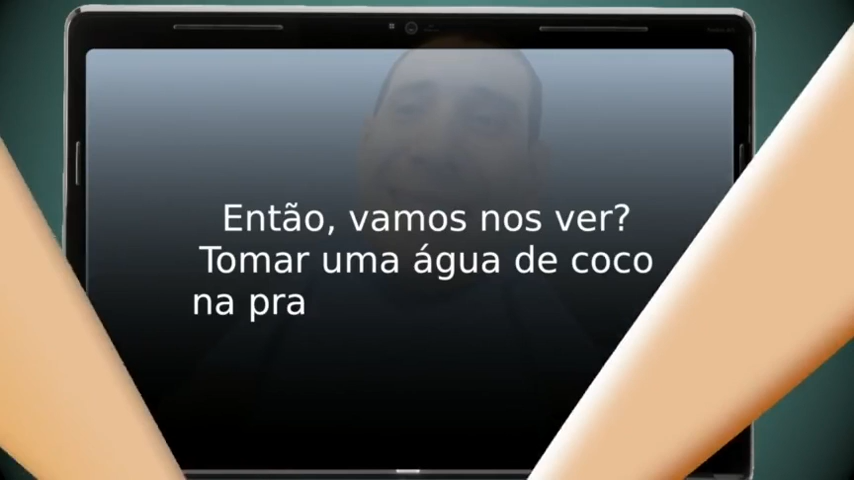 Então, vamos nos ver?
Tomar uma água de coco
na pra